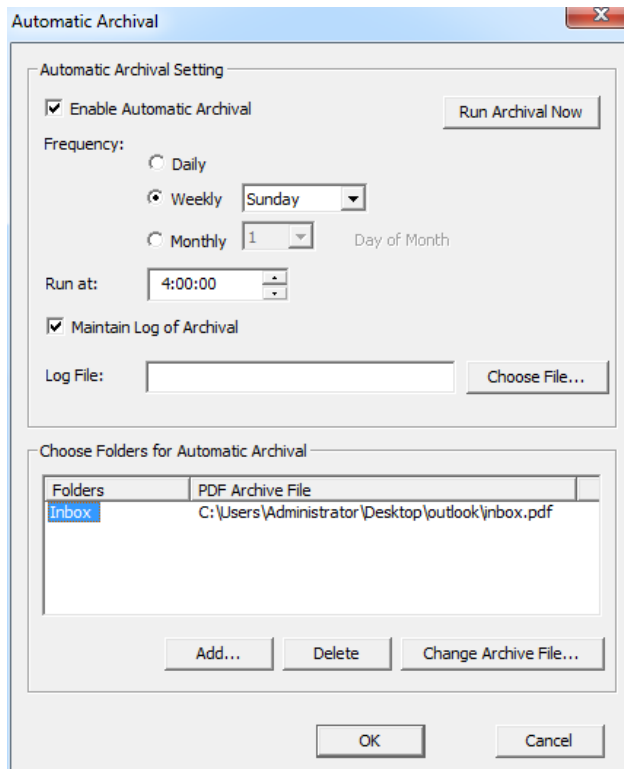 Automatic Archival
Automatic Archival Setting
Enable Automatic Archival
Run Archival Now
Frequency:
Daily
Weekly Sunday
Monthly 1 Day of Month
Run at: 4:00:00
Maintain Log of Archival
Log File: Choose File...
Choose Folders for Automatic Archival
Folders PDF Archive File
Inbox C:\Users\Administrator\Desktop\outlook\inbox.pdf
Add... Delete Change Archive File...
OK Cancel